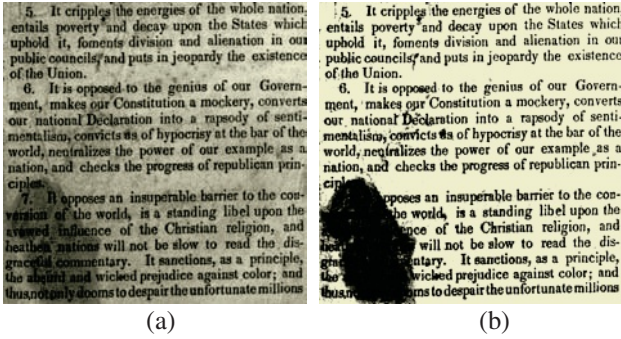 5. It cripples the energies of the whole nation,
entails poverty and decay upon the States which
uphold it, foments division and alienation in our
public councils, and puts in jeopardy the existence
of the Union.
6. It is opposed to the genius of our Govern-
ment, makes our Constitution a mockery, converts
our national Declaration into a rapsody of senti-
mentalism, convicts us of hypocrisy at the bar of the
world, neutralizes the power of our example as a
nation, and checks the progress of republican prin-
ciples.
7. It opposes an insuperable barrier to the con-
version of the world, is a standing libel upon the
avowed influence of the Christian religion, and
heathen nations will not be slow to read the dis-
graceful commentary. It sanctions, as a principle,
the absurd and wicked prejudice against color; and
thus, not only dooms to despair the unfortunate millions
(a)
5. It cripples the energies of the whole nation,
entails poverty and decay upon the States which
uphold it, foments division and alienation in our
public councils, and puts in jeopardy the existence
of the Union.
6. It is opposed to the genius of our Govern-
ment, makes our Constitution a mockery, converts
our national Declaration into a rapsody of senti-
mentalism, convicts us of hypocrisy at the bar of the
world, neutralizes the power of our example as a
nation, and checks the progress of republican prin-
ciples
opposes an insuperable barrier to the con-
the world, is a standing libel upon the
of the Christian religion, and
will not be slow to read the dis-
It sanctions, as a principle,
the wicked prejudice against color; and
thus, dooms to despair the unfortunate millions
(b)